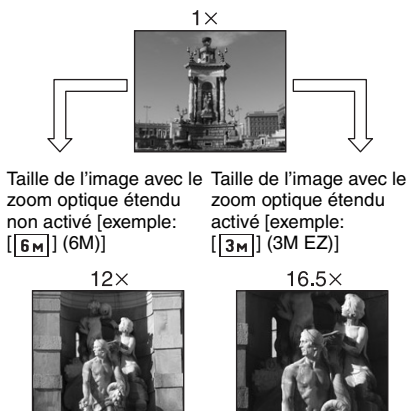 1×
Taille de l'image avec le
zoom optique étendu
non activé [exemple:
[6M] (6M)]
Taille de l'image avec le
zoom optique étendu
activé [exemple:
[3M] (3M EZ)]
12×
16.5×